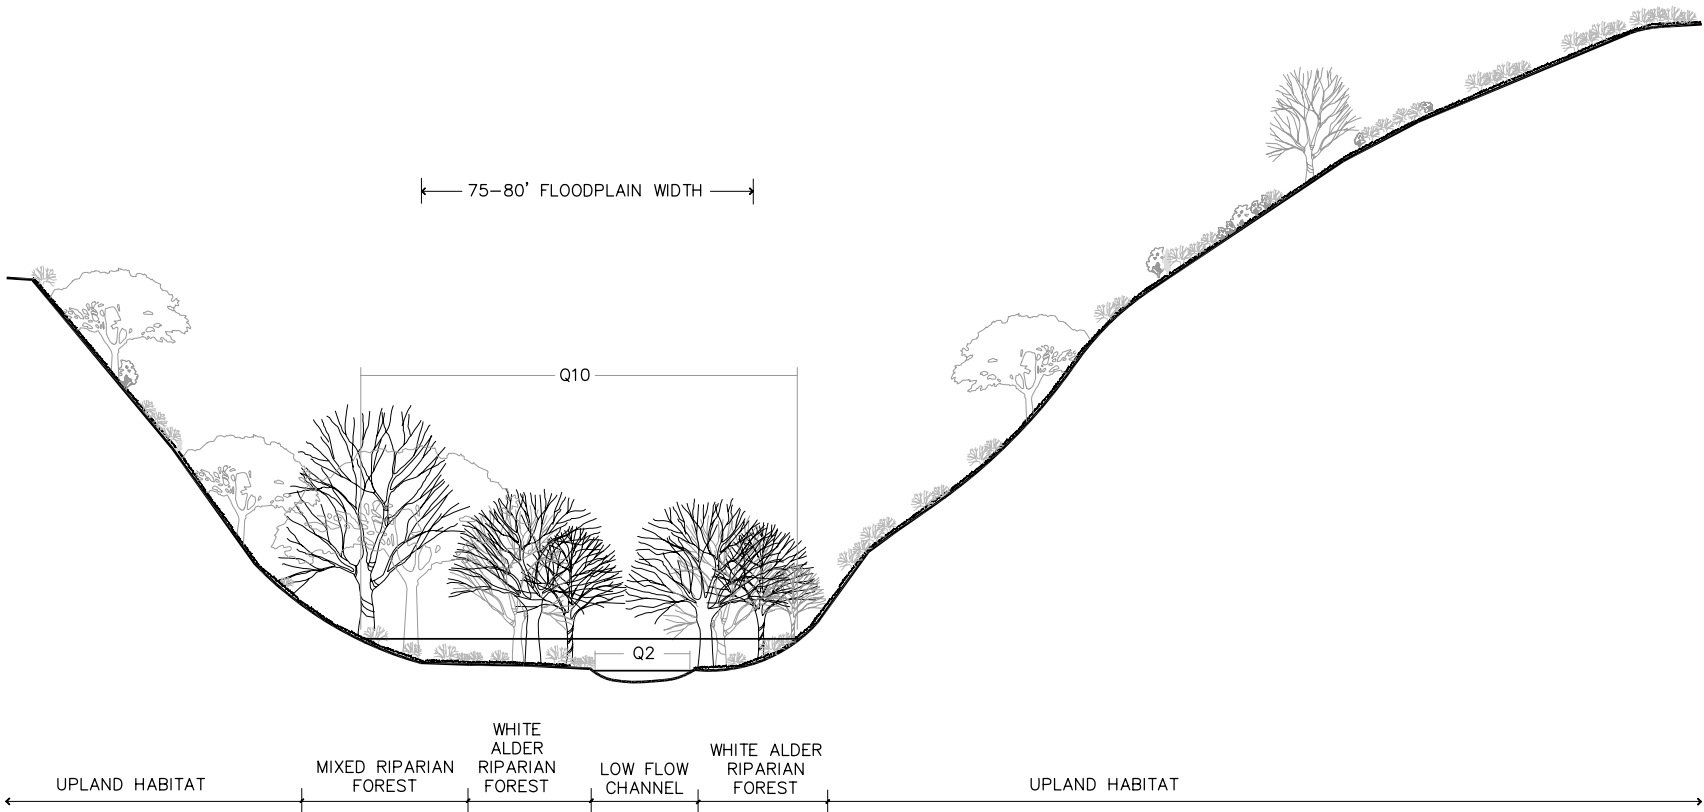 75-80' FLOODPLAIN WIDTH
Q10
Q2
UPLAND HABITAT
MIXED RIPARIAN
FOREST
WHITE
ALDER
RIPARIAN
FOREST
LOW FLOW
CHANNEL
WHITE ALDER
RIPARIAN
FOREST
UPLAND HABITAT